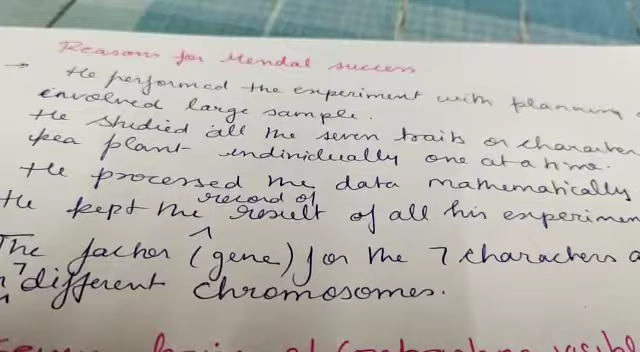 Reasons for Mendal success
→ He performed the experiment with planning
involved large sample.
He studied all the seven traits or character
pea plant individually one at a time.
He processed the data mathematically
He kept the record of result of all his experimen
The factor (gene) for the 7 characters a
7 different chromosomes.